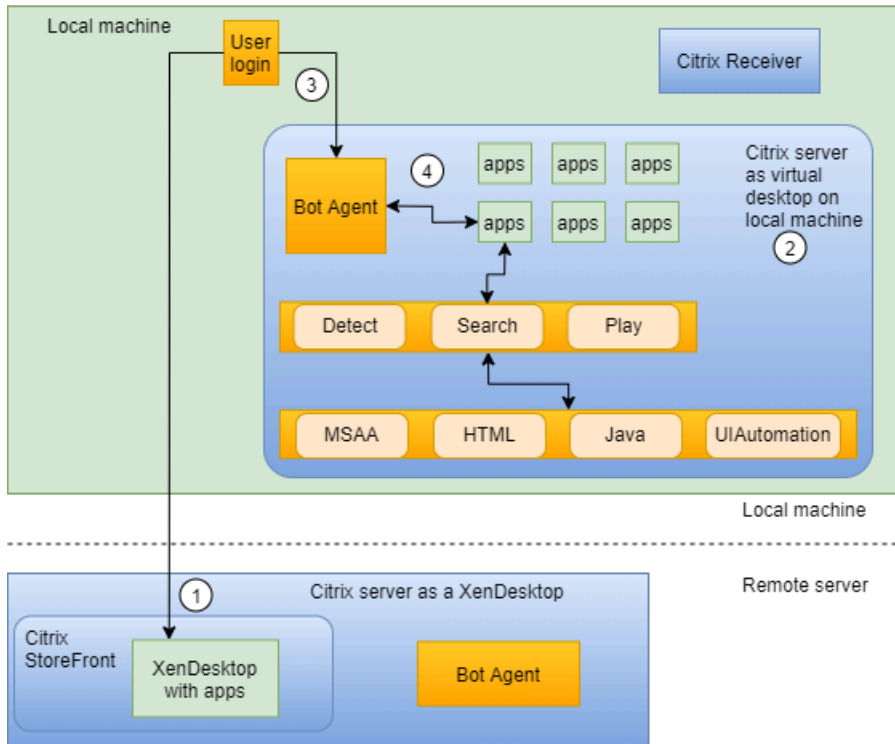 Local machine
User
login
Citrix Receiver
3
Citrix server
as virtual
desktop on
local machine
2
Bot Agent
4
apps
apps
apps
apps
apps
apps
Detect
Search
Play
MSAA
HTML
Java
UIAutomation
Local machine
Remote server
1
Citrix server as a XenDesktop
Citrix
StoreFront
XenDesktop
with apps
Bot Agent